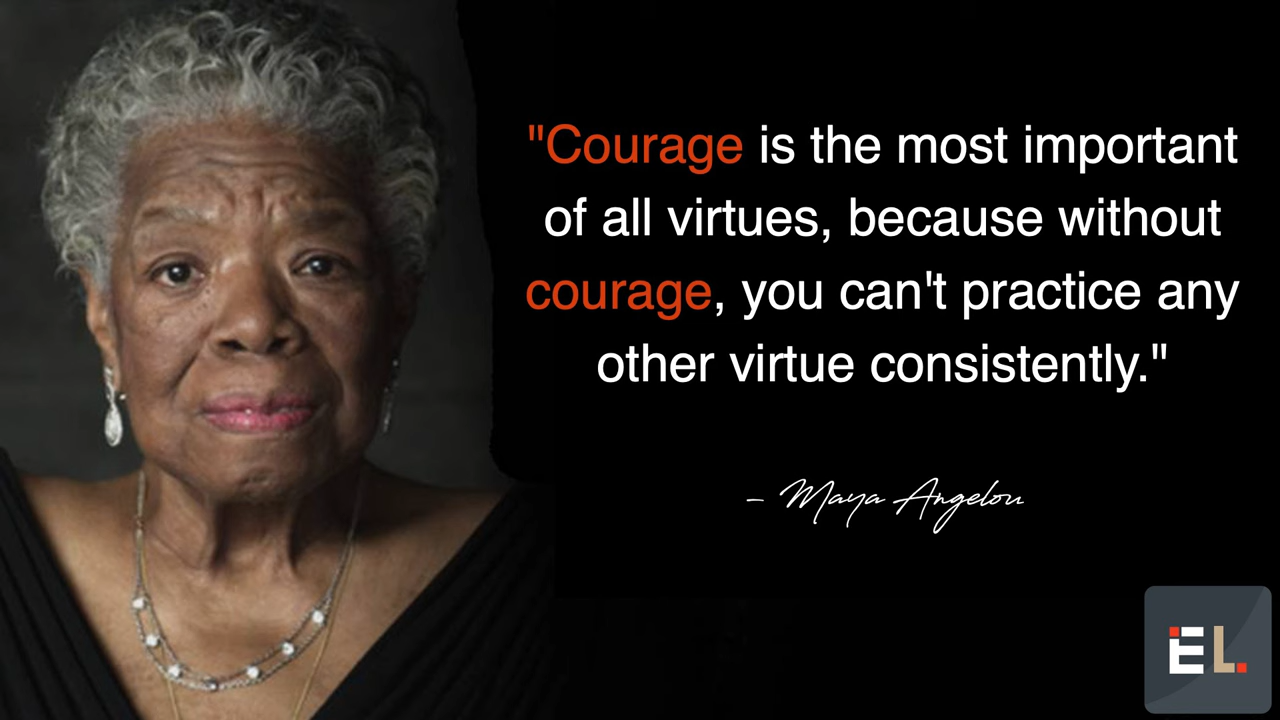 "Courage is the most important
of all virtues, because without
courage, you can't practice any
other virtue consistently."
– Maya Angelou
EL.